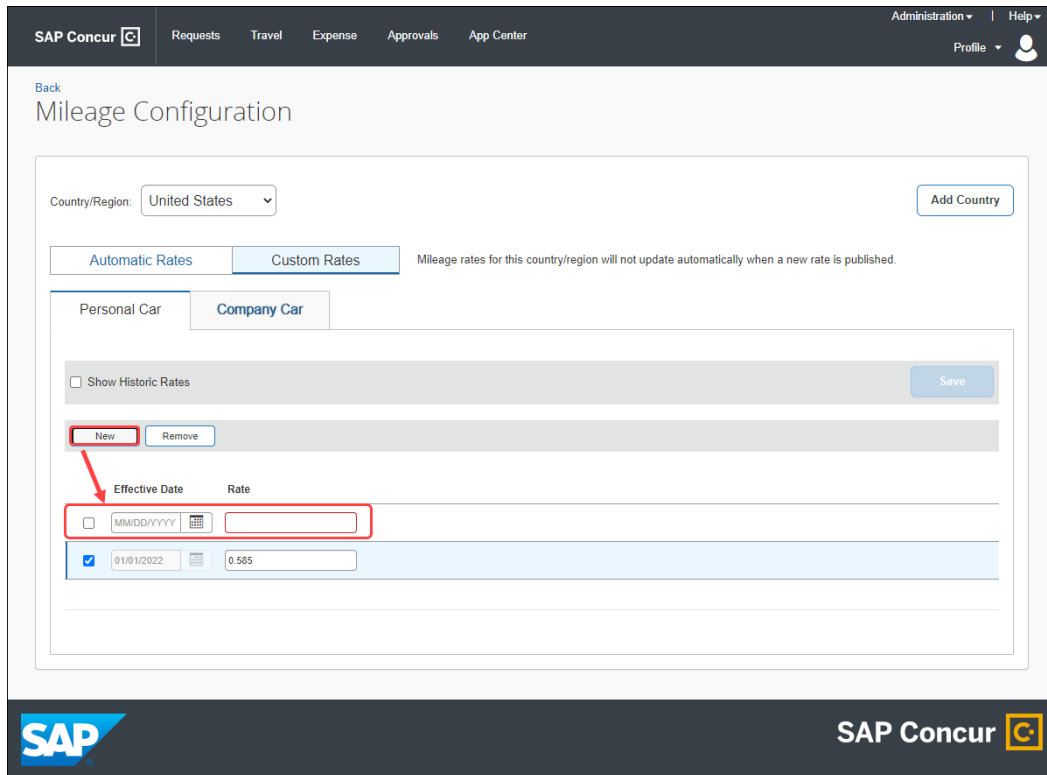 Administration | Help
SAP Concur C Requests Travel Expense Approvals App Center
Profile
Back
Mileage Configuration
Country/Region: United States Add Country
Automatic Rates Custom Rates Mileage rates for this country/region will not update automatically when a new rate is published.
Personal Car Company Car
Show Historic Rates Save
New Remove
Effective Date Rate
MM/DD/YYYY
01/01/2022 0.585
SAP SAP Concur C